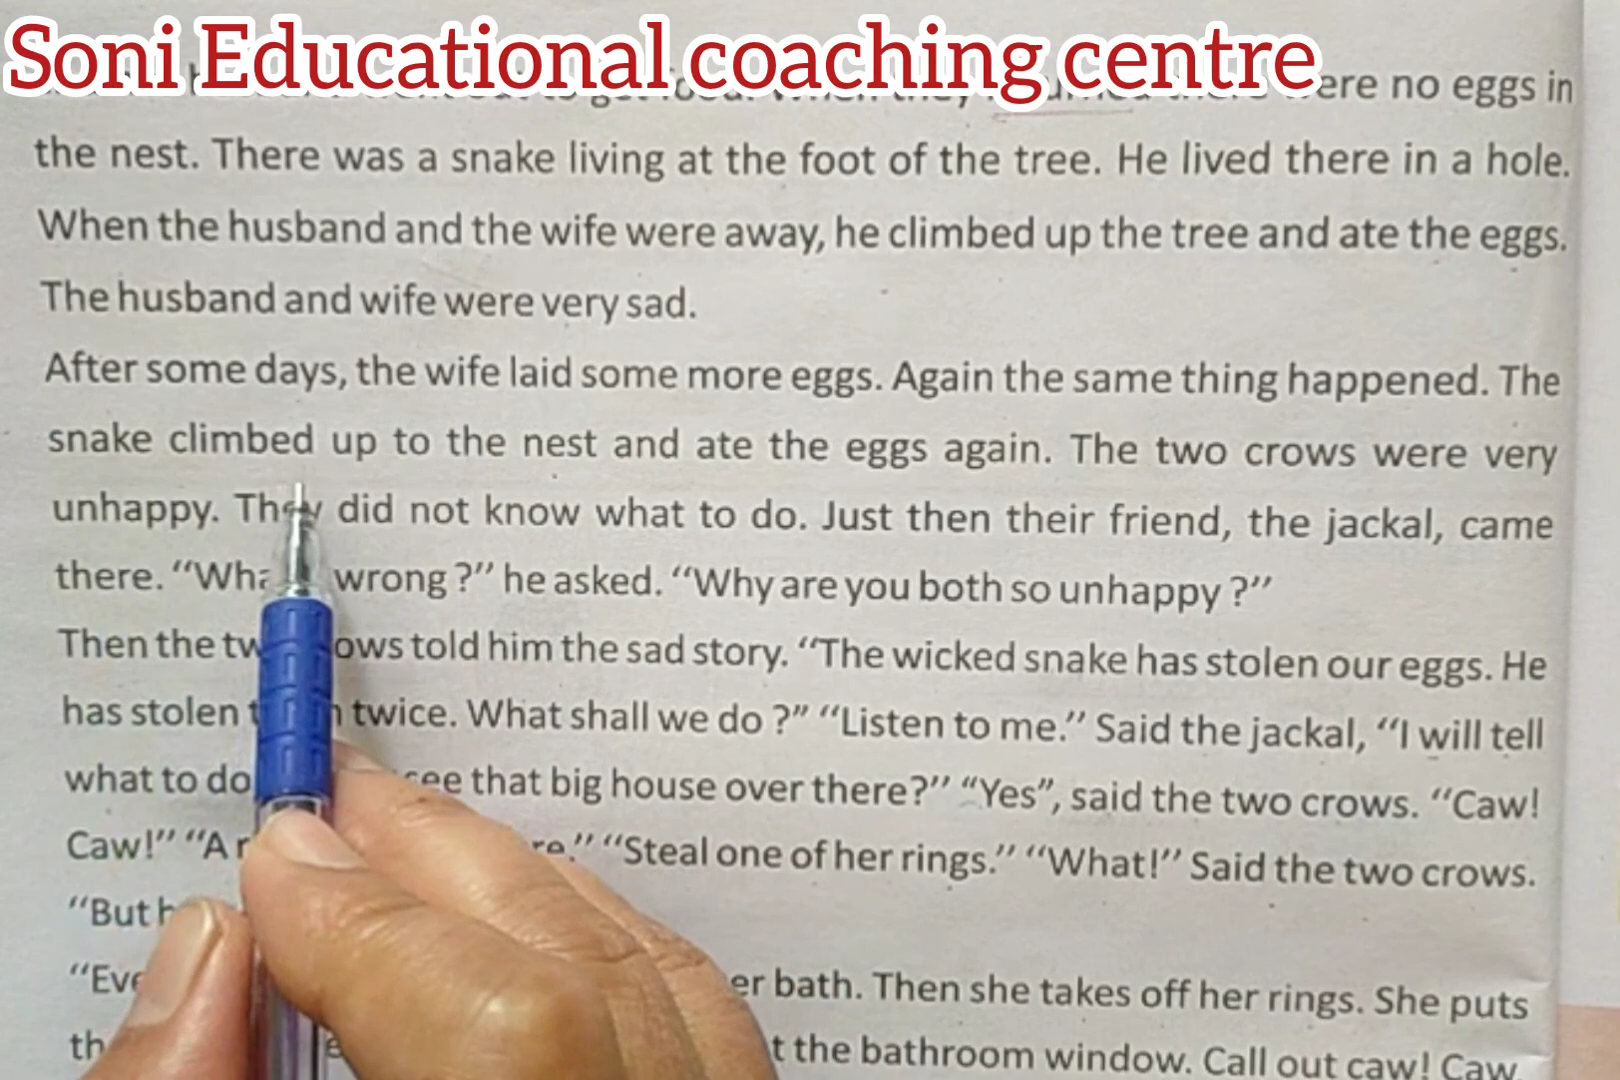 Soni Educational coaching centre
to get no eggs in
the nest. There was a snake living at the foot of the tree. He lived there in a hole.
When the husband and the wife were away, he climbed up the tree and ate the eggs.
The husband and wife were very sad.
After some days, the wife laid some more eggs. Again the same thing happened. The
snake climbed up to the nest and ate the eggs again. The two crows were very
unhappy. They did not know what to do. Just then their friend, the jackal, came
there. “ wrong ?” he asked. “Why are you both so unhappy ?”
Then the told him the sad story. “The wicked snake has stolen our eggs. He
has stolen twice. What shall we do ?” “Listen to me.” Said the jackal, “I will tell
what to do see that big house over there?” “Yes”, said the two crows. “Caw!
Caw!” “A “Steal one of her rings.” “What!” Said the two crows.
“But
bath. Then she takes off her rings. She puts
the bathroom window. Call out caw! Caw